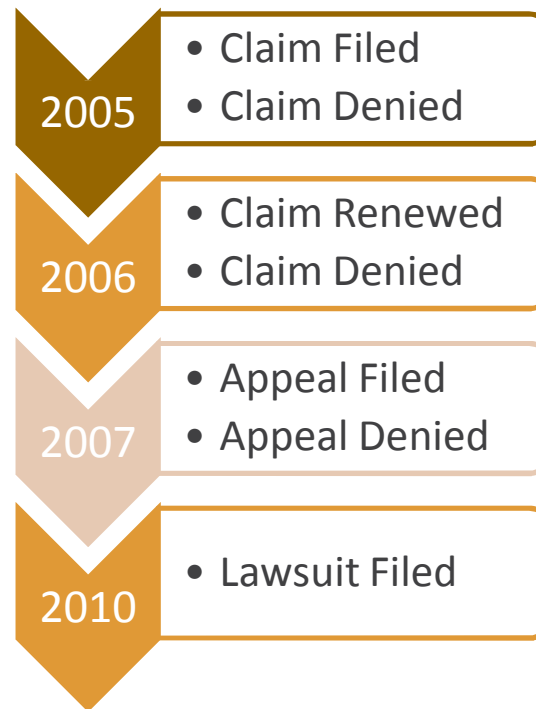 2005
• Claim Filed
• Claim Denied
2006
• Claim Renewed
• Claim Denied
2007
• Appeal Filed
• Appeal Denied
2010
• Lawsuit Filed